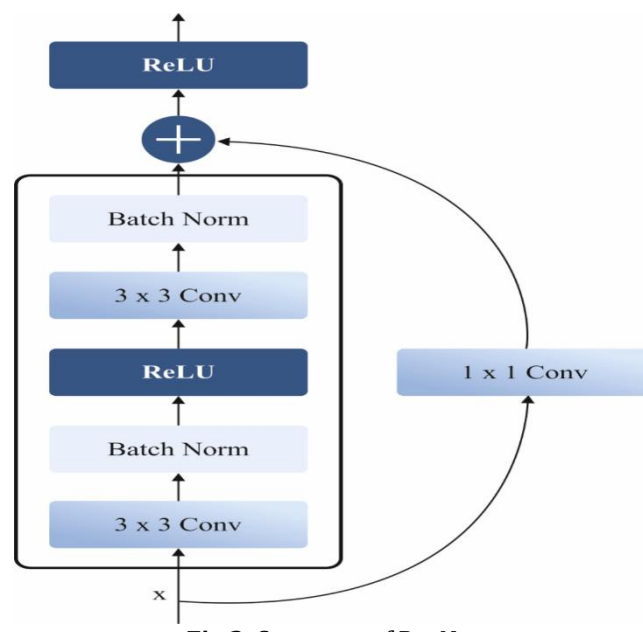 ReLU
Batch Norm
3 x 3 Conv
ReLU
1 x 1 Conv
Batch Norm
3 x 3 Conv
x